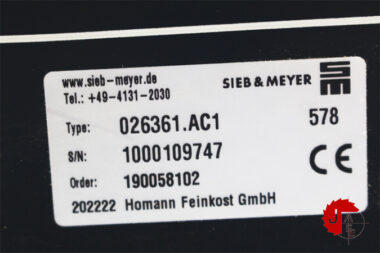 www.sieb-meyer.de
Tel.: +49-4131-2030
SIEB & MEYER
Type: 026361.AC1 578
S/N: 1000109747
Order: 190058102
202222 Homann Feinkost GmbH
CE